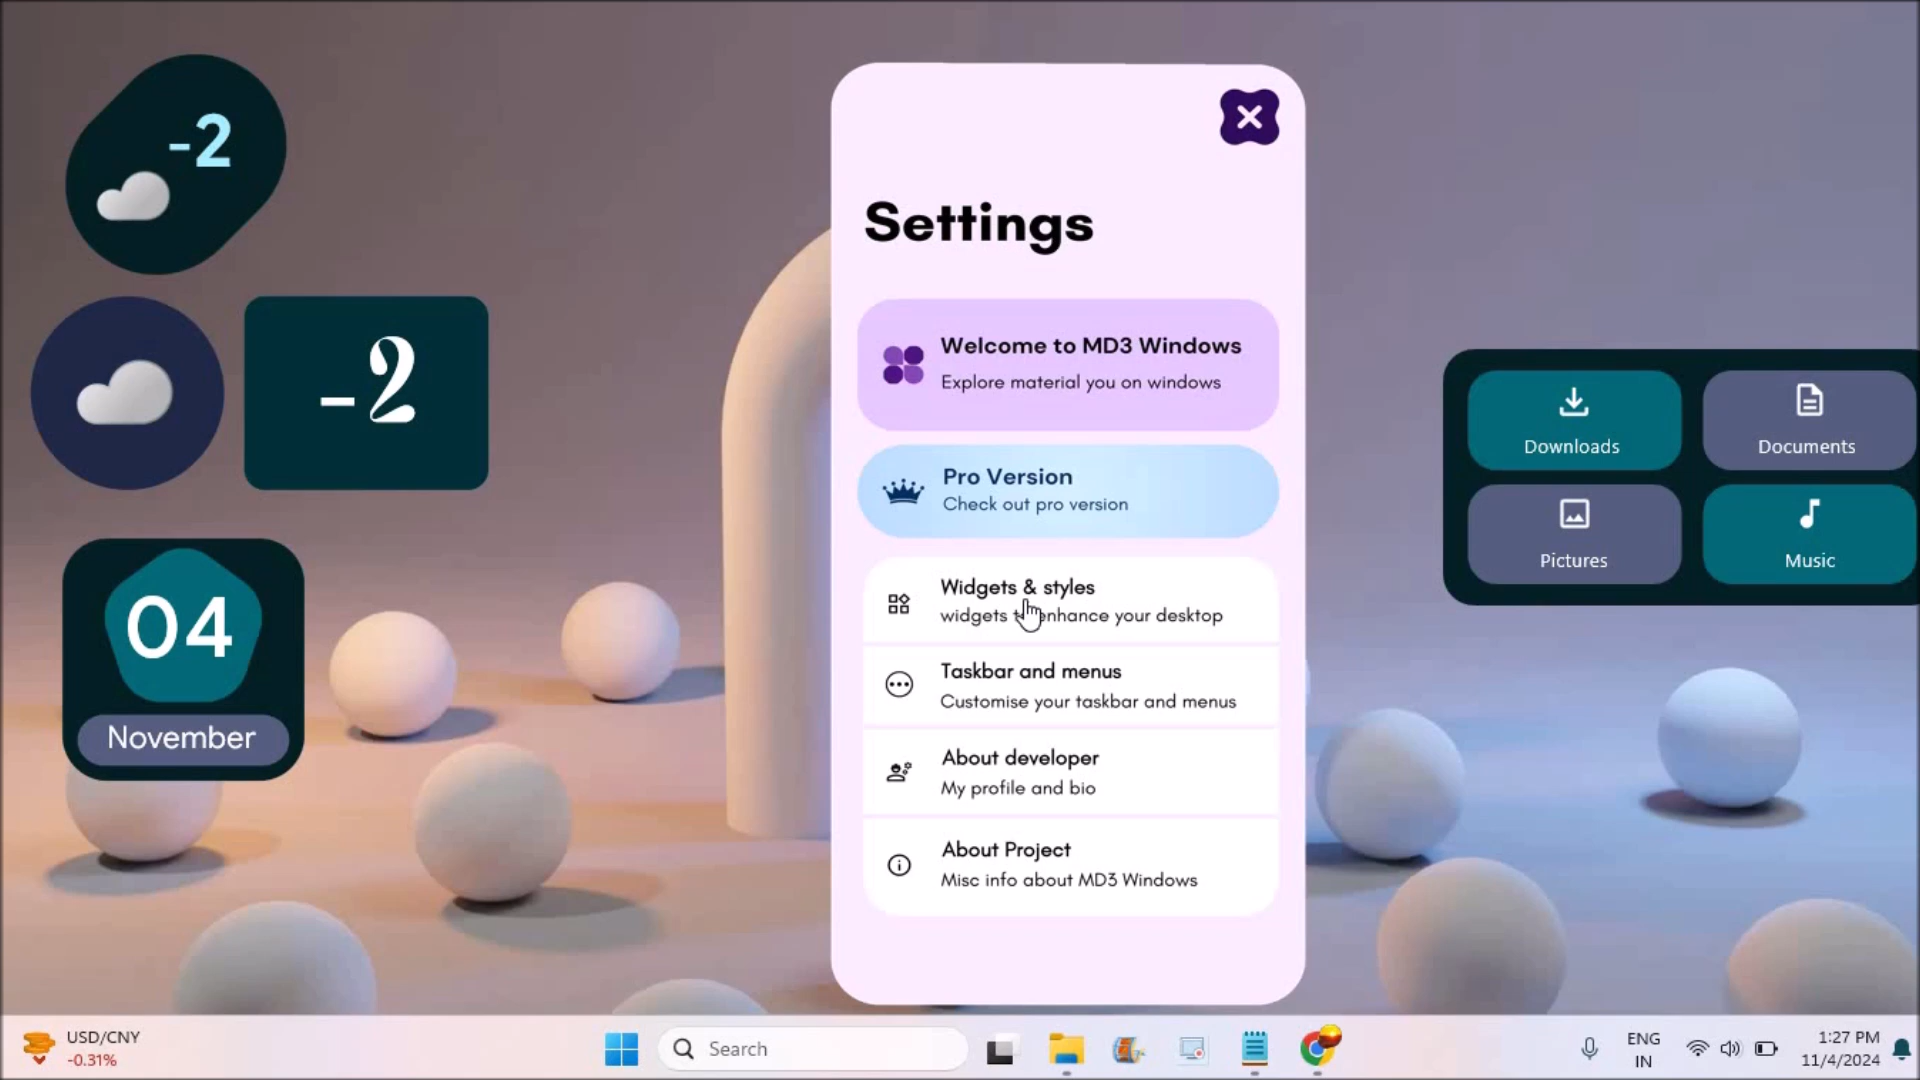 -2
-2
04
November
Settings
Welcome to MD3 Windows
Explore material you on windows
Pro Version
Check out pro version
Widgets & styles
widgets to enhance your desktop
Taskbar and menus
Customise your taskbar and menus
About developer
My profile and bio
About Project
Misc info about MD3 Windows
Downloads
Documents
Pictures
Music
USD/CNY
-0.31%
Search
ENG
IN
1:27 PM
11/4/2024